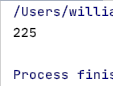 /Users/willia
225
Process finis